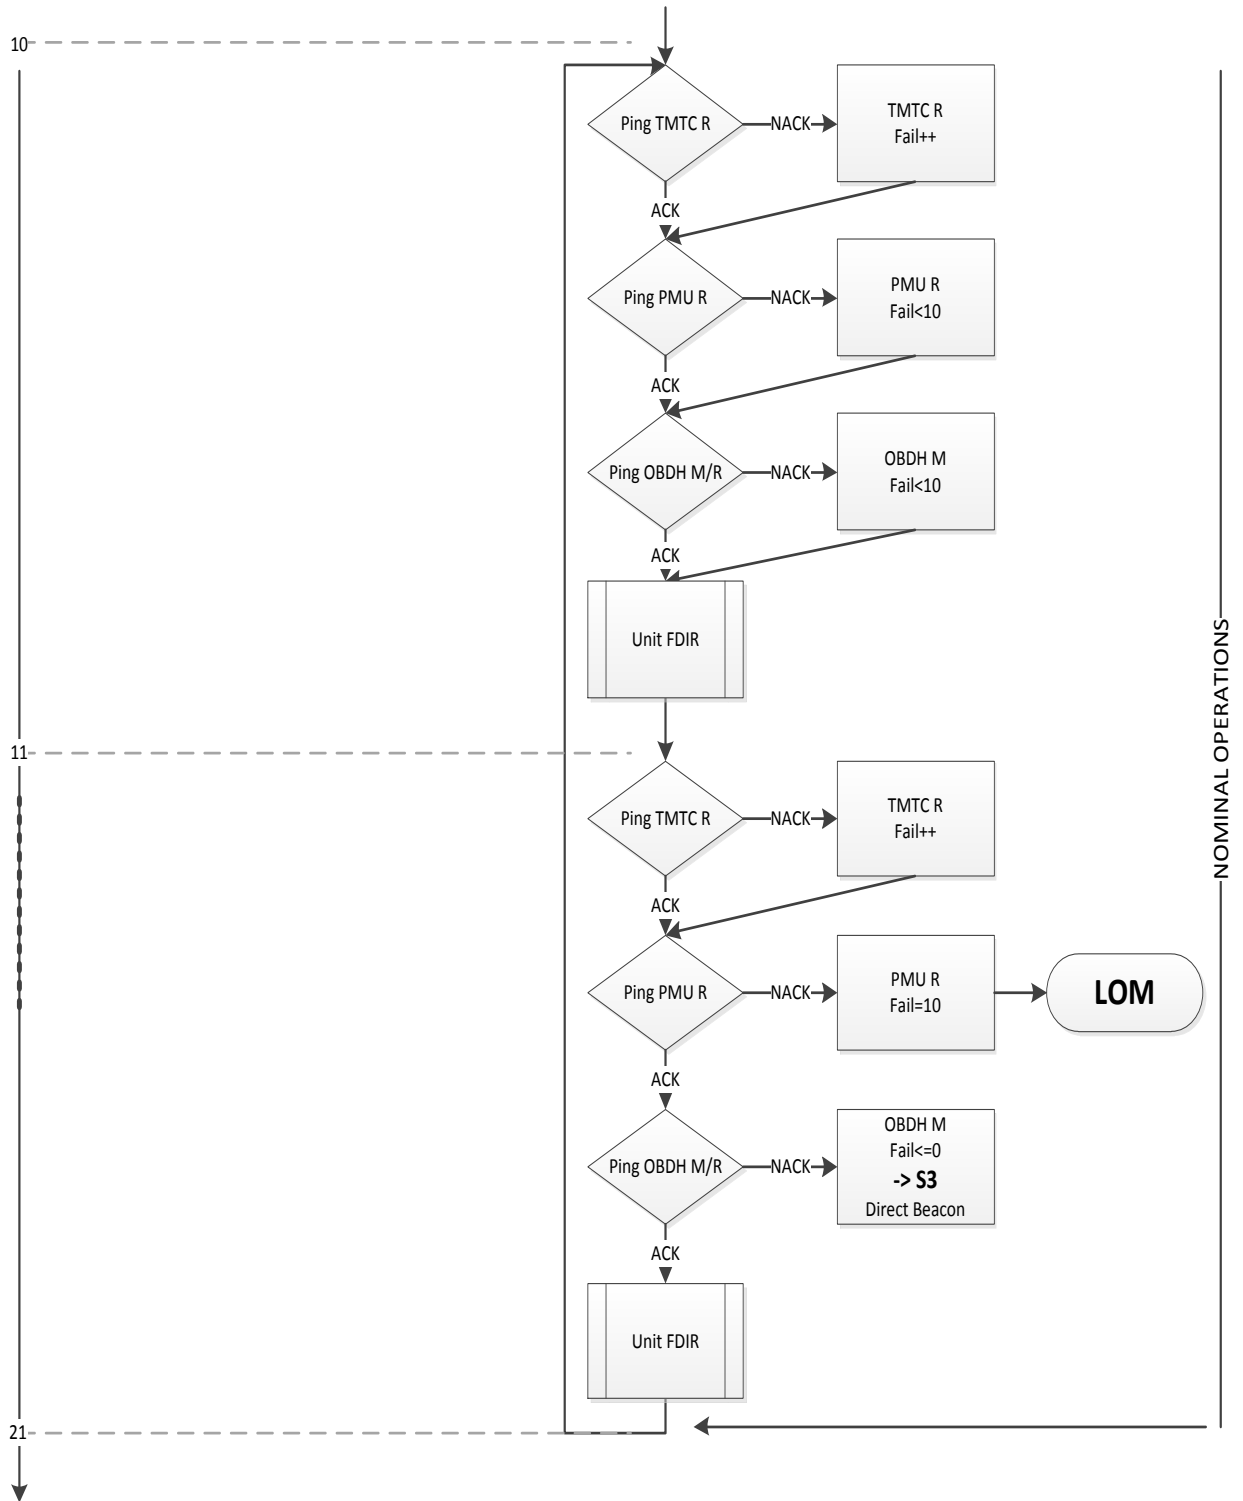 10
Ping TMTC R
NACK
TMTC R
Fail++
ACK
Ping PMU R
NACK
PMU R
Fail<10
ACK
Ping OBDH M/R
NACK
OBDH M
Fail<10
ACK
Unit FDIR
NOMINAL OPERATIONS
11
Ping TMTC R
NACK
TMTC R
Fail++
ACK
Ping PMU R
NACK
PMU R
Fail=10
LOM
ACK
Ping OBDH M/R
NACK
OBDH M
Fail<=0
-> S3
Direct Beacon
ACK
Unit FDIR
21